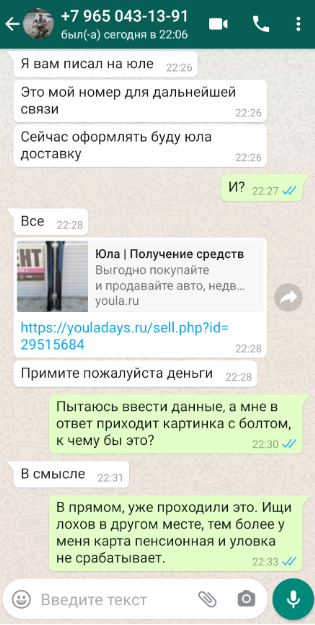 +7 965 043-13-91
был(-а) сегодня в 22:06
Я вам писал на юле
22:26
Это мой номер для дальнейшей
связи
22:26
Сейчас оформлять буду юла
доставку
22:26
И?
22:27
Все
22:28
ЕНТ
Юла | Получение средств
Выгодно покупайте
и продавайте авто, недв...
youla.ru
https://youladays.ru/sell.php?id=
29515684
22:28
Примите пожалуйста деньги
22:28
Пытаюсь ввести данные, а мне в
ответ приходит картинка с болтом,
к чему бы это?
22:30
В смысле
22:31
В прямом, уже проходили это. Ищи
лохов в другом месте, тем более у
меня карта пенсионная и уловка
не срабатывает.
22:33
Введите текст